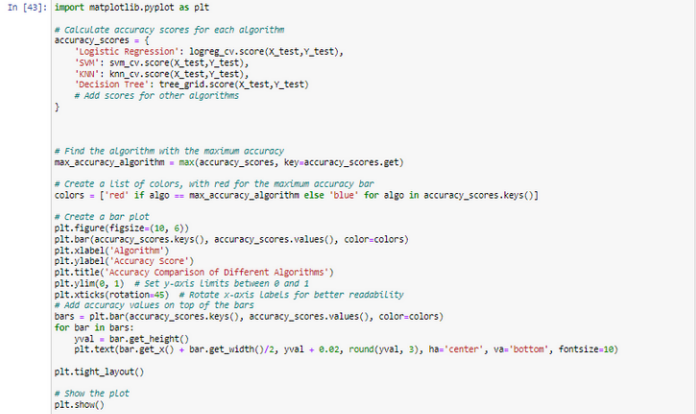 In [43]: import matplotlib.pyplot as plt
# Calculate accuracy scores for each algorithm
accuracy_scores = {
    'Logistic Regression': logreg_cv.score(X_test,Y_test),
    'SVM': svm_cv.score(X_test,Y_test),
    'KNN': knn_cv.score(X_test,Y_test),
    'Decision Tree': tree_grid.score(X_test,Y_test)
    # Add scores for other algorithms
}
# Find the algorithm with the maximum accuracy
max_accuracy_algorithm = max(accuracy_scores, key=accuracy_scores.get)
# Create a list of colors, with red for the maximum accuracy bar
colors = ['red' if algo == max_accuracy_algorithm else 'blue' for algo in accuracy_scores.keys()]
# Create a bar plot
plt.figure(figsize=(10, 6))
plt.bar(accuracy_scores.keys(), accuracy_scores.values(), color=colors)
plt.xlabel('Algorithm')
plt.ylabel('Accuracy Score')
plt.title('Accuracy Comparison of Different Algorithms')
plt.ylim(0, 1)  # Set y-axis limits between 0 and 1
plt.xticks(rotation=45)  # Rotate x-axis labels for better readability
# Add accuracy values on top of the bars
bars = plt.bar(accuracy_scores.keys(), accuracy_scores.values(), color=colors)
for bar in bars:
    yval = bar.get_height()
    plt.text(bar.get_x() + bar.get_width()/2, yval + 0.02, round(yval, 3), ha='center', va='bottom', fontsize=10)
plt.tight_layout()
# Show the plot
plt.show()